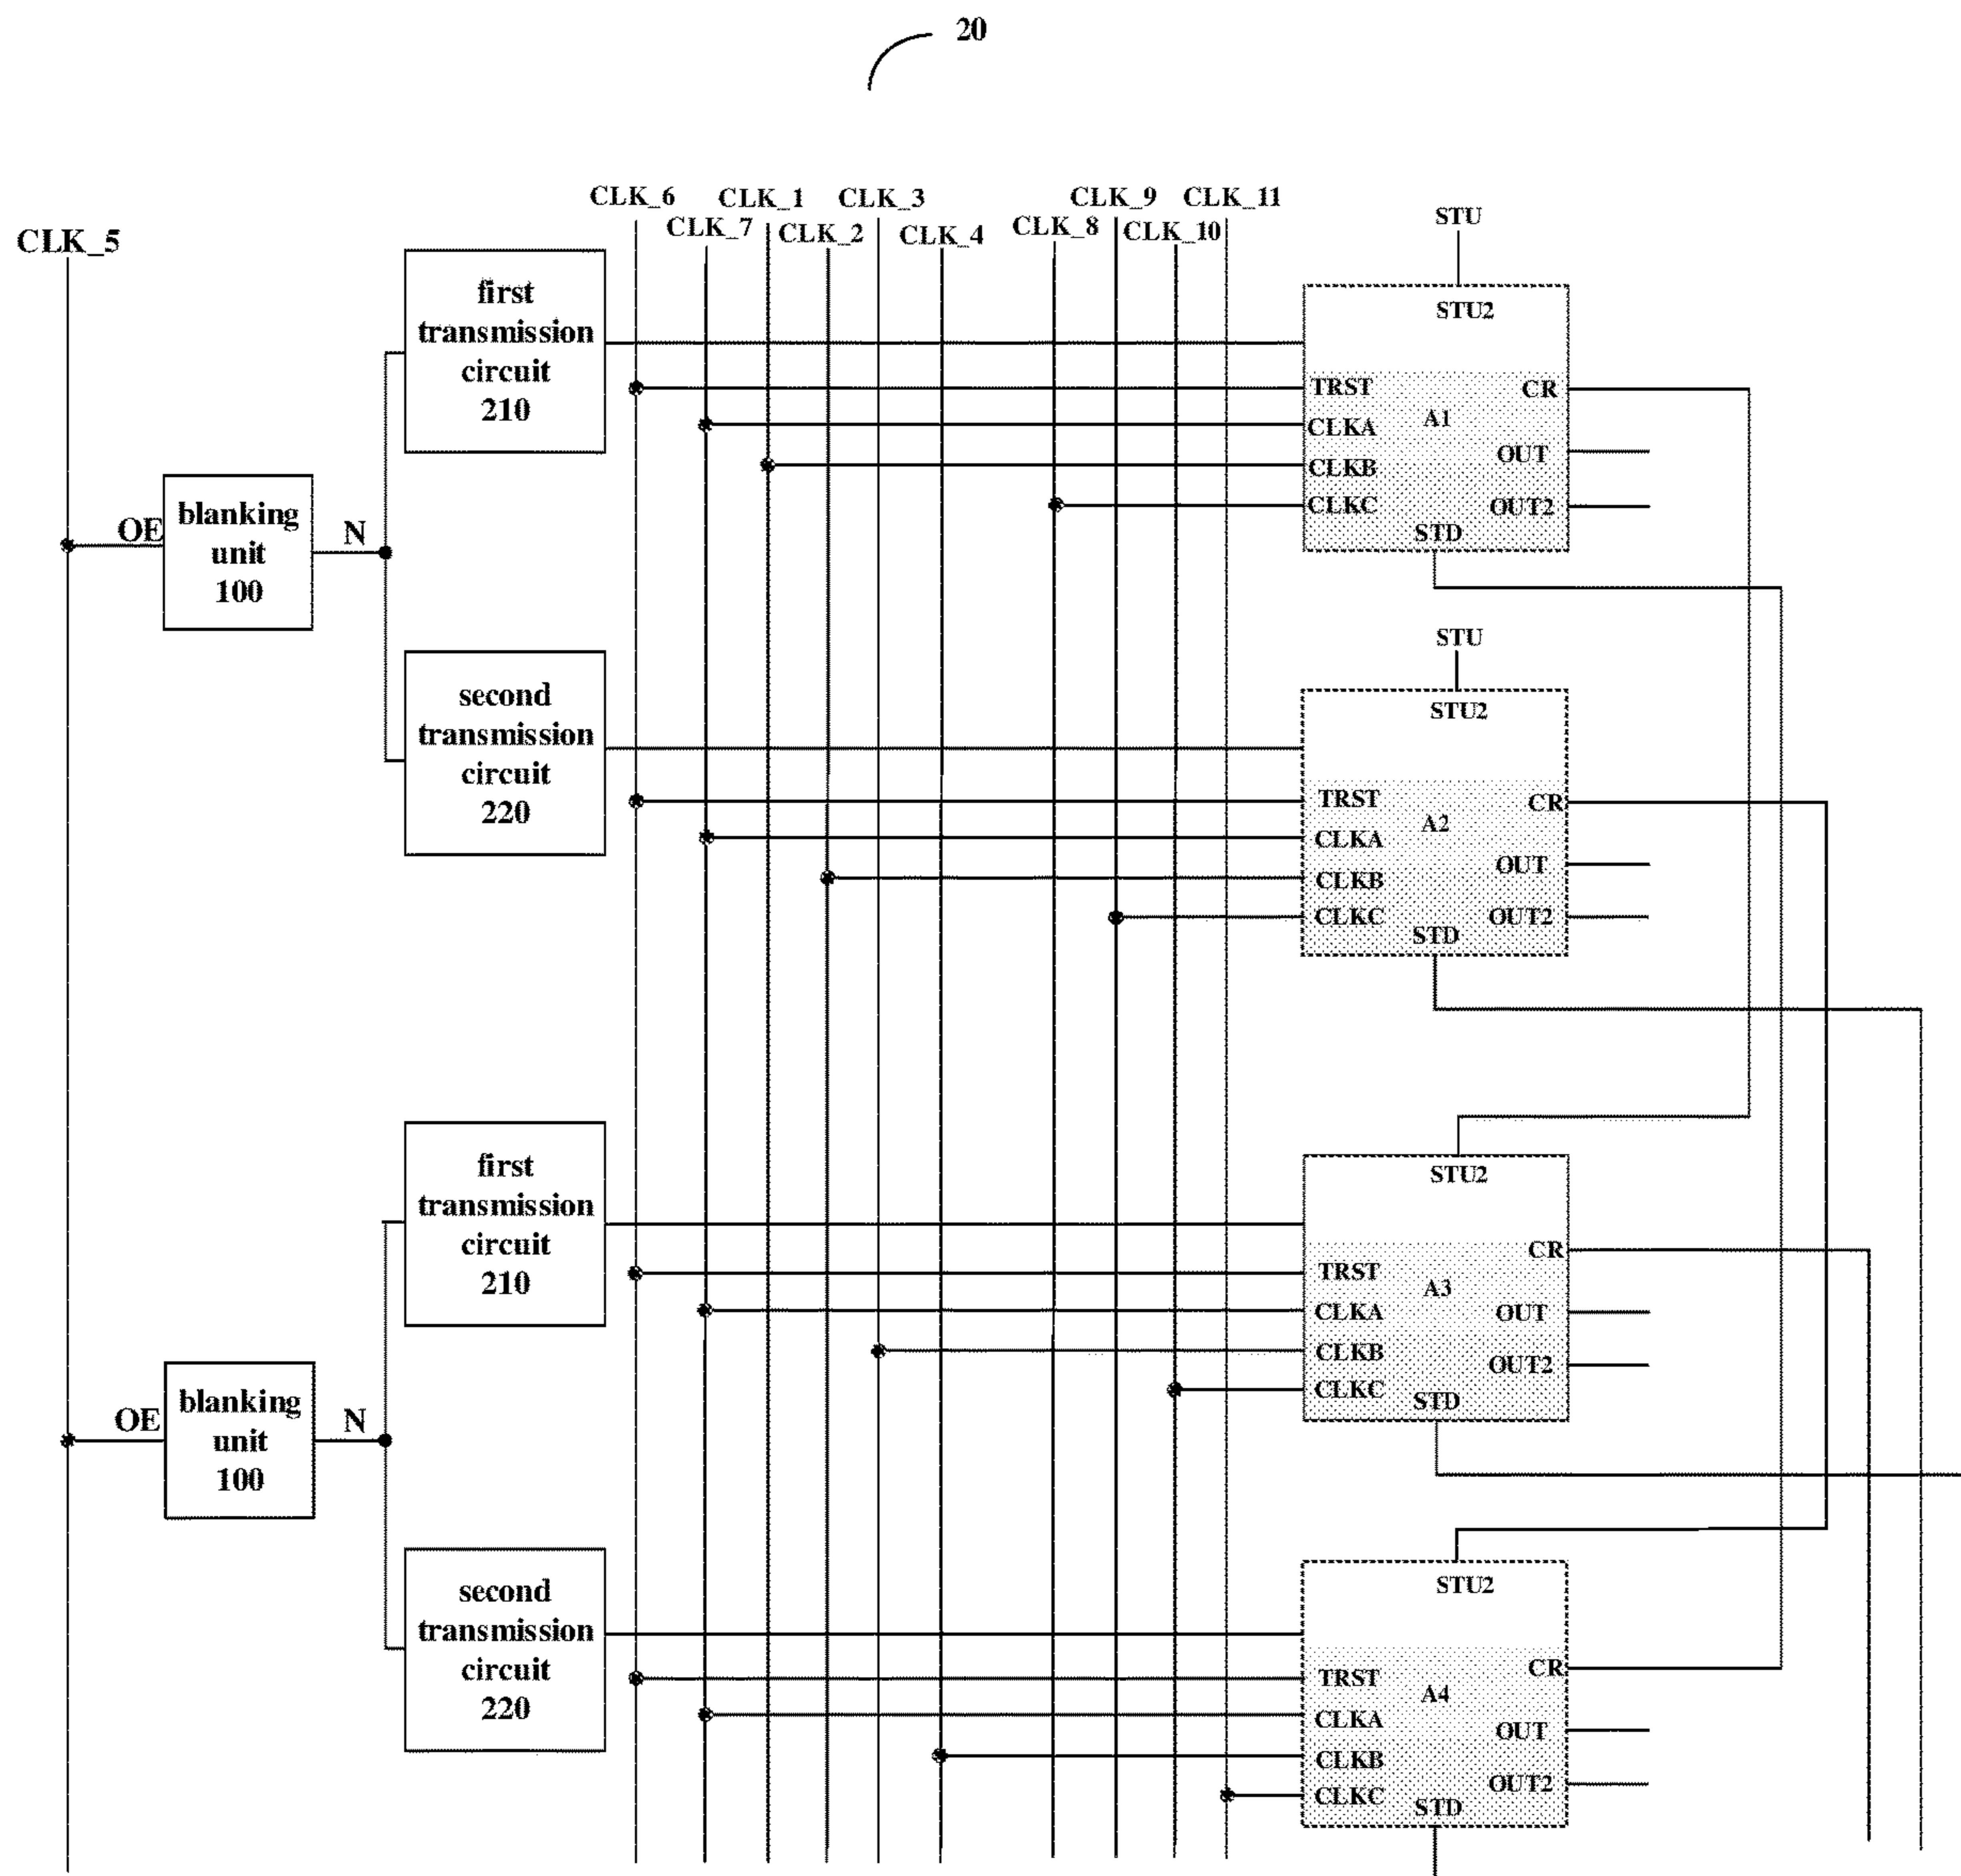 20
CLK_5
CLK_6
CLK_7
CLK_1
CLK_2
CLK_3
CLK_4
CLK_8
CLK_9
CLK_10
CLK_11
first
transmission
circuit
210
OE
blanking
unit
100
N
second
transmission
circuit
220
STU
STU2
TRST
CLKA
CLKB
CLKC
A1
CR
OUT
OUT2
STD
STU
STU2
TRST
CLKA
CLKB
CLKC
A2
CR
OUT
OUT2
STD
first
transmission
circuit
210
OE
blanking
unit
100
N
second
transmission
circuit
220
STU2
TRST
CLKA
CLKB
CLKC
A3
CR
OUT
OUT2
STD
STU2
TRST
CLKA
CLKB
CLKC
A4
CR
OUT
OUT2
STD